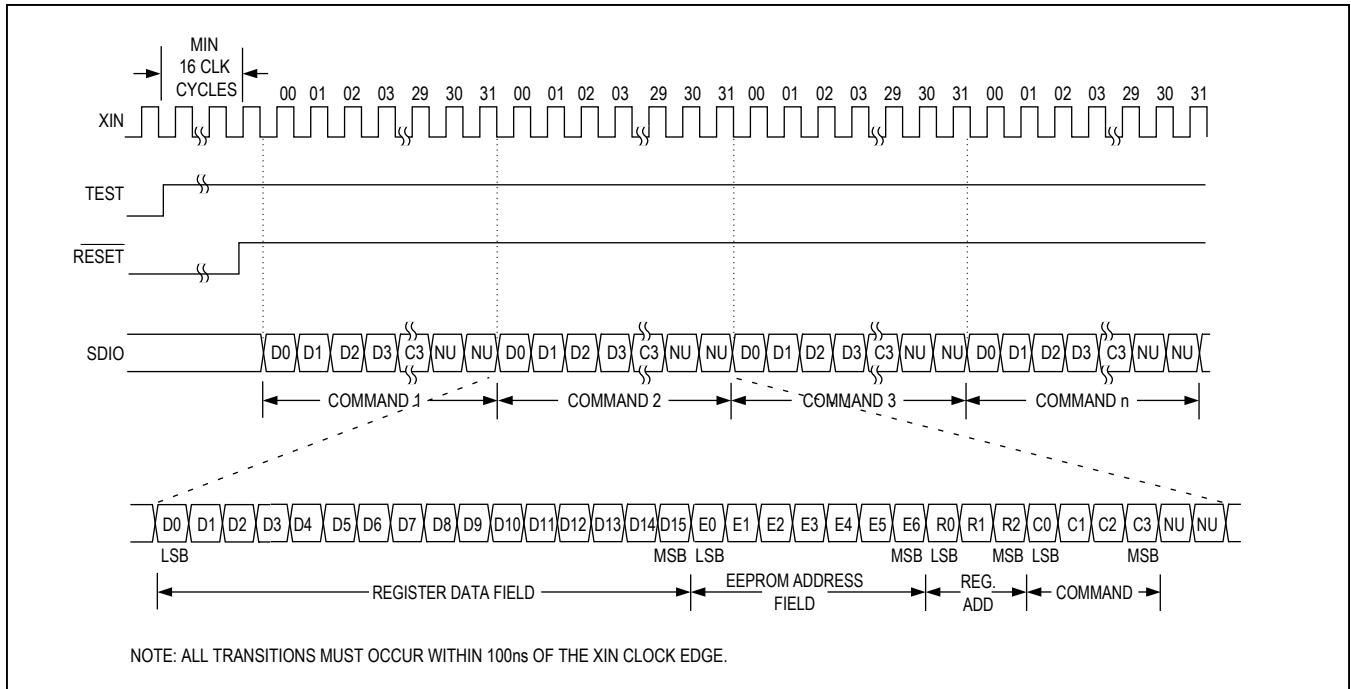 MIN
16 CLK
CYCLES
00 01 02 03 29 30 31 00 01 02 03 29 30 31 00 01 02 03 29 30 31 00 01 02 03 29 30 31
XIN
TEST
RESET
SDIO D0 D1 D2 D3 C3 NU NU D0 D1 D2 D3 C3 NU NU D0 D1 D2 D3 C3 NU NU D0 D1 D2 D3 C3 NU NU
COMMAND 1 COMMAND 2 COMMAND 3 COMMAND n
D0 D1 D2 D3 D4 D5 D6 D7 D8 D9 D10 D11 D12 D13 D14 D15 E0 E1 E2 E3 E4 E5 E6 R0 R1 R2 C0 C1 C2 C3 NU NU
LSB MSB LSB MSB LSB MSB LSB MSB
REGISTER DATA FIELD
EEPROM ADDRESS
FIELD
REG.
ADD
COMMAND
NOTE: ALL TRANSITIONS MUST OCCUR WITHIN 100ns OF THE XIN CLOCK EDGE.